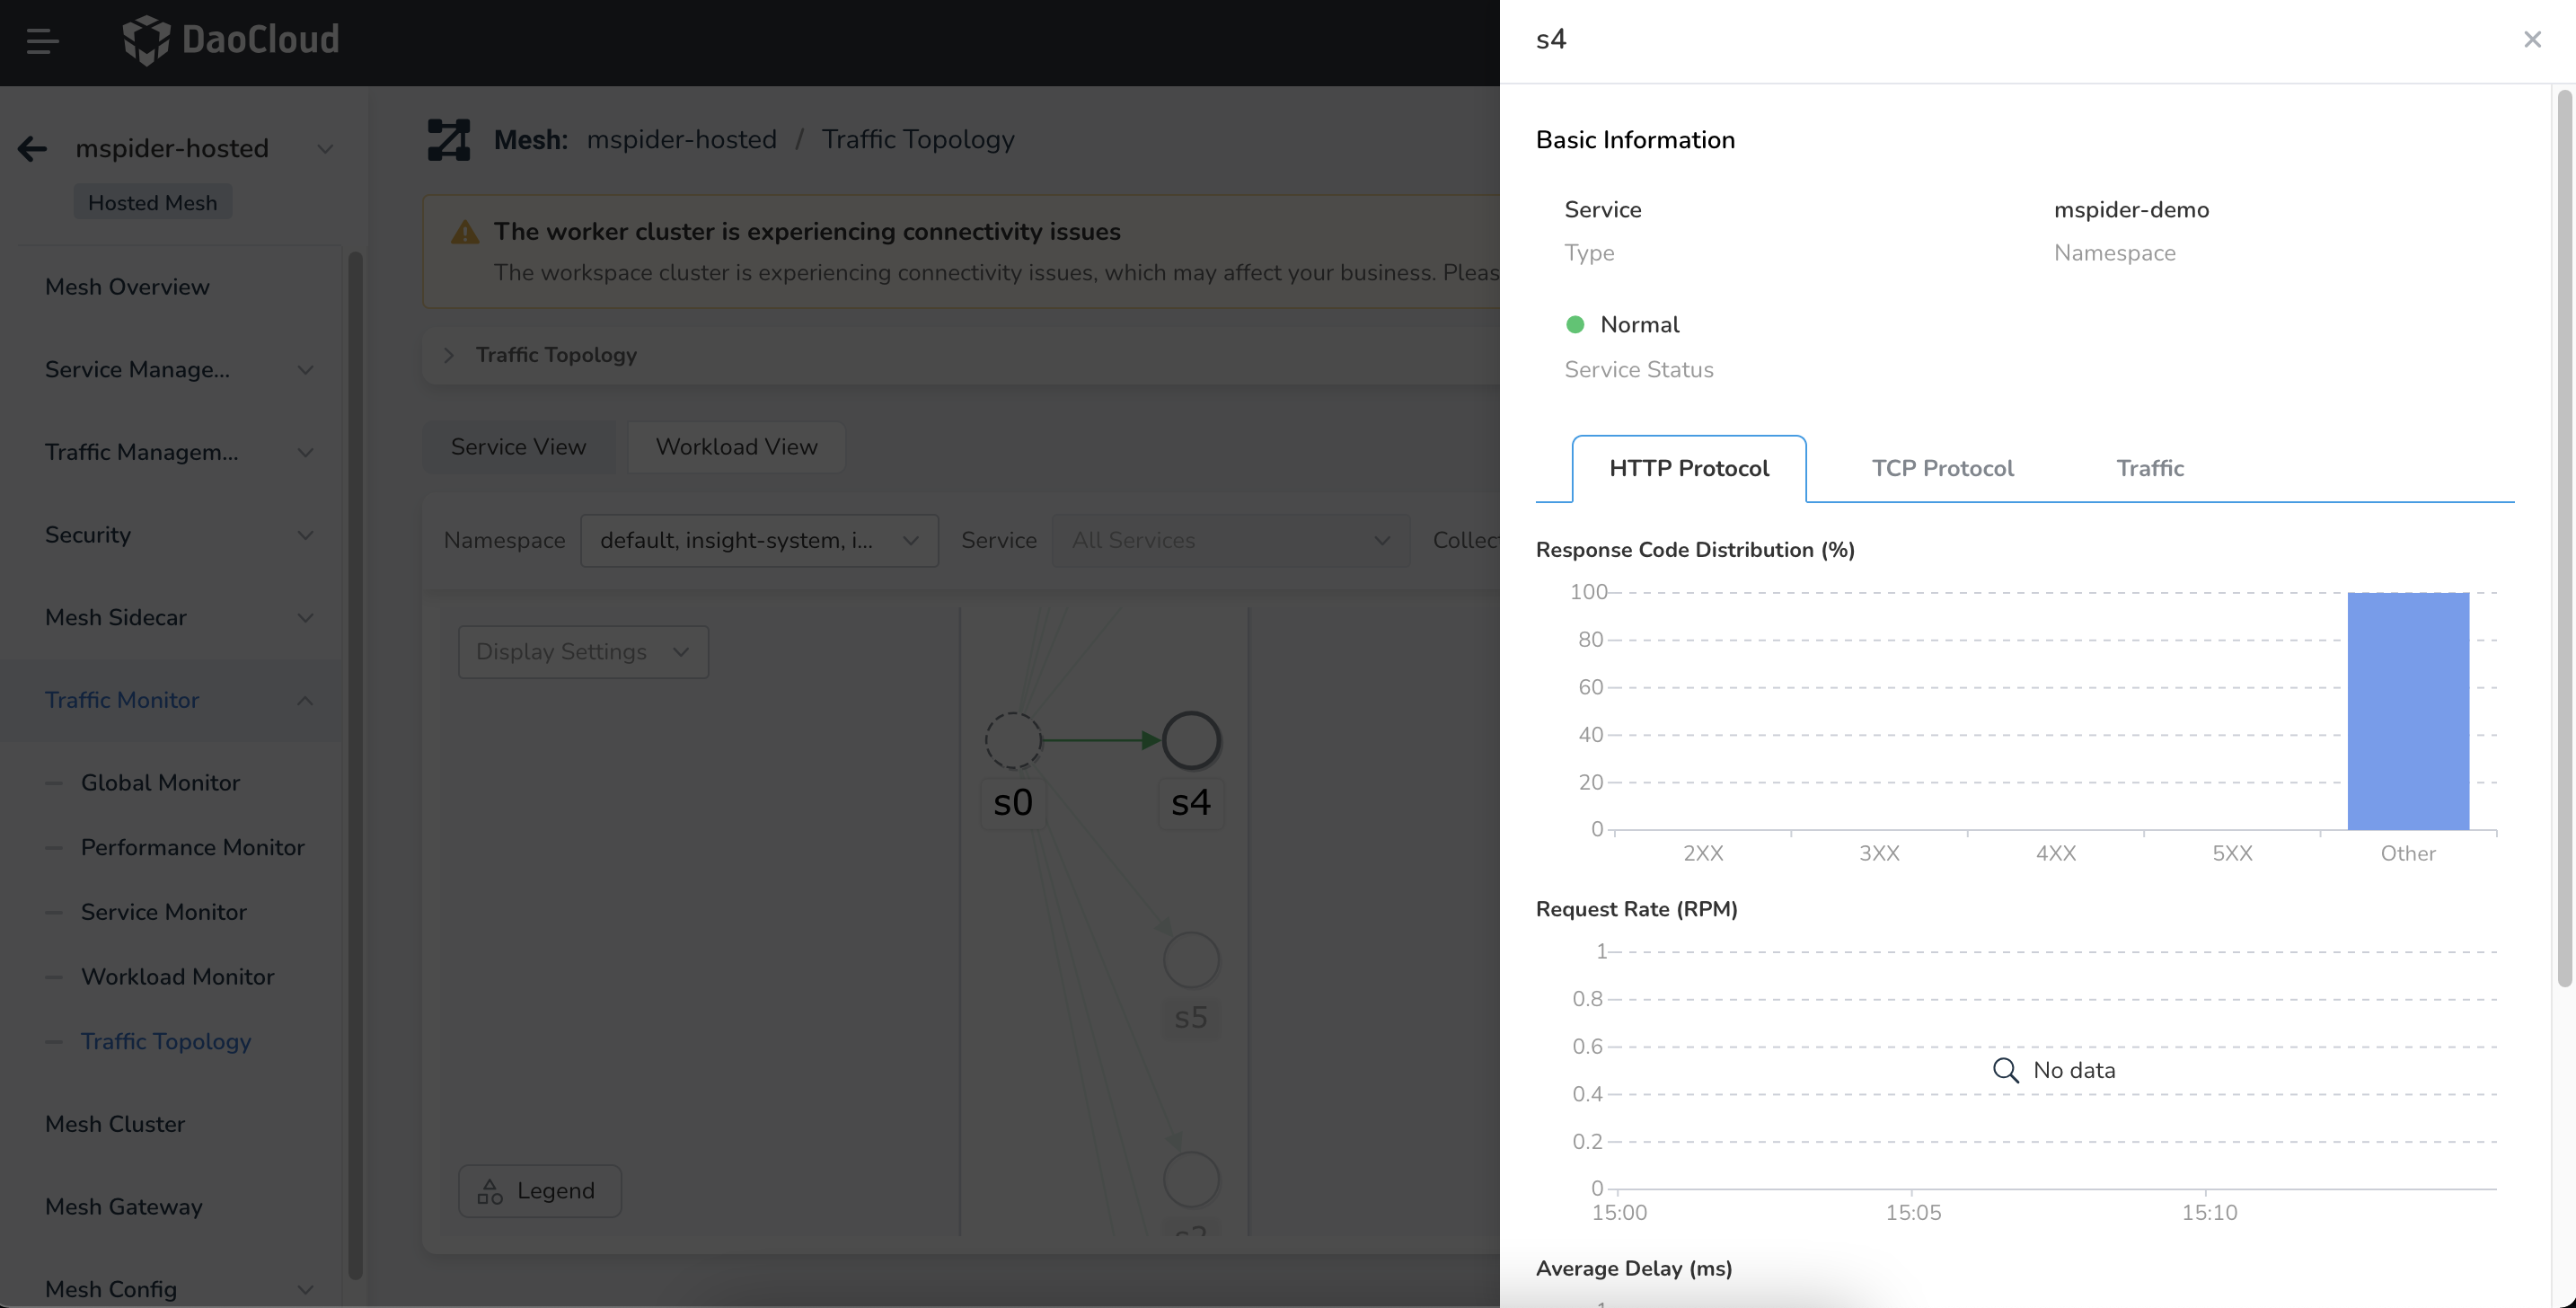 DaoCloud
mspider-hosted
Hosted Mesh
Mesh Overview
Service Manage...
Traffic Managem...
Security
Mesh Sidecar
Traffic Monitor
Global Monitor
Performance Monitor
Service Monitor
Workload Monitor
Traffic Topology
Mesh Cluster
Mesh Gateway
Mesh Config
Mesh: mspider-hosted / Traffic Topology
The worker cluster is experiencing connectivity issues
The workspace cluster is experiencing connectivity issues, which may affect your business. Pleas
Traffic Topology
Service View Workload View
Namespace default, insight-system, i... Service All Services Collec
Display Settings
s0 s4
s5
Legend
s4
Basic Information
Service mspider-demo
Type Namespace
Normal
Service Status
HTTP Protocol TCP Protocol Traffic
Response Code Distribution (%)
100
80
60
40
20
0
2XX 3XX 4XX 5XX Other
Request Rate (RPM)
1
0.8
0.6
No data
0.4
0.2
0
15:00 15:05 15:10
Average Delay (ms)